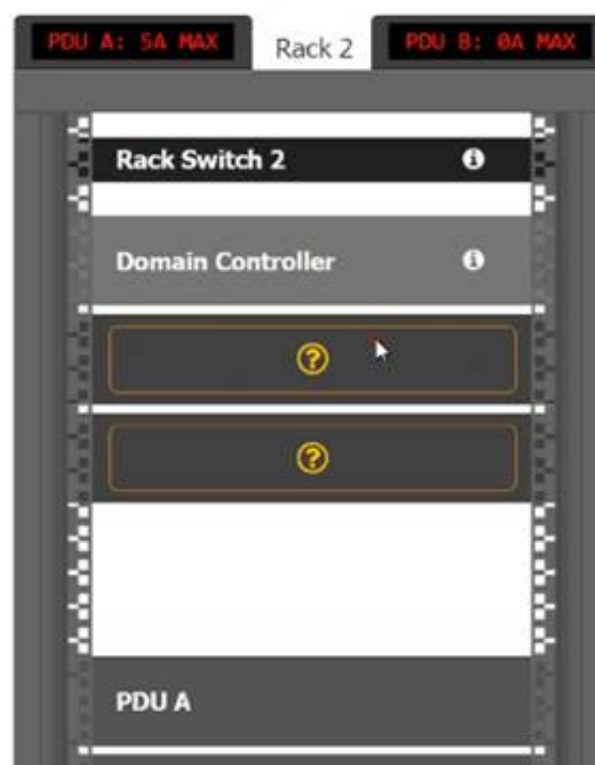 PDU A: 5A MAX
Rack 2
PDU B: 0A MAX
Rack Switch 2
Domain Controller
?
?
PDU A